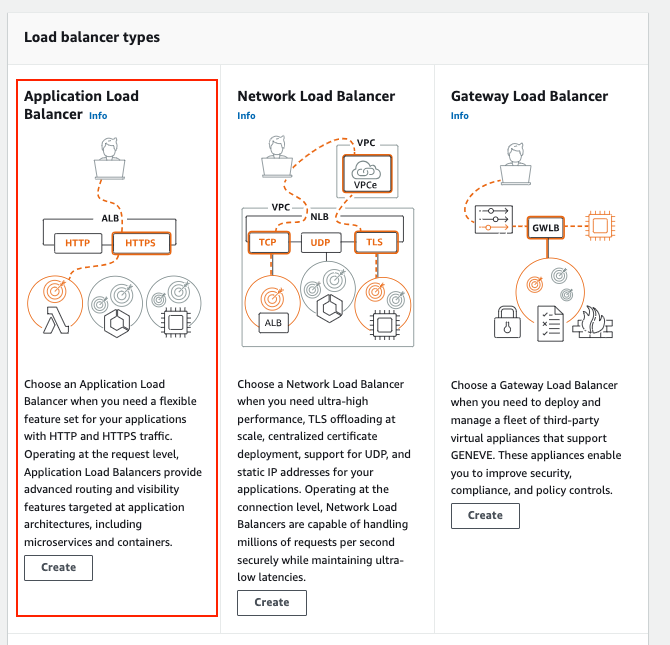 Load balancer types
Application Load
Balancer Info
ALB
HTTP
HTTPS
Choose an Application Load
Balancer when you need a flexible
feature set for your applications
with HTTP and HTTPS traffic.
Operating at the request level,
Application Load Balancers provide
advanced routing and visibility
features targeted at application
architectures, including
microservices and containers.
Create
Network Load Balancer
Info
VPC
VPCe
VPC
NLB
TCP
UDP
TLS
ALB
Choose a Network Load Balancer
when you need ultra-high
performance, TLS offloading at
scale, centralized certificate
deployment, support for UDP, and
static IP addresses for your
applications. Operating at the
connection level, Network Load
Balancers are capable of handling
millions of requests per second
securely while maintaining ultra-
low latencies.
Create
Gateway Load Balancer
Info
GWLB
Choose a Gateway Load Balancer
when you need to deploy and
manage a fleet of third-party
virtual appliances that support
GENEVE. These appliances enable
you to improve security,
compliance, and policy controls.
Create